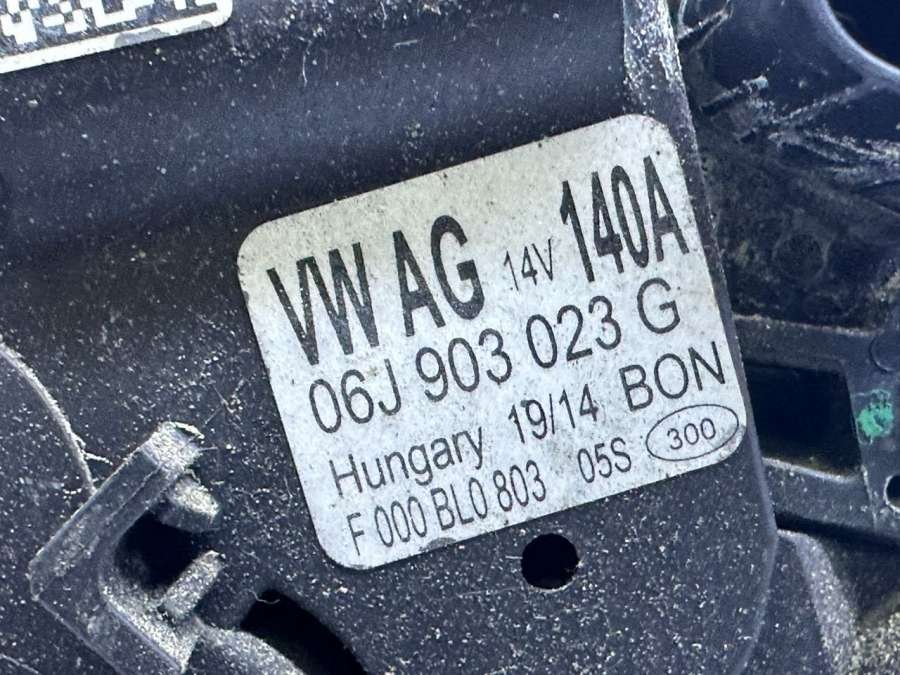 VW AG 14V 140A
06J 903 023 G
Hungary 19/14 BON
F 000 BL0 803 05S 300